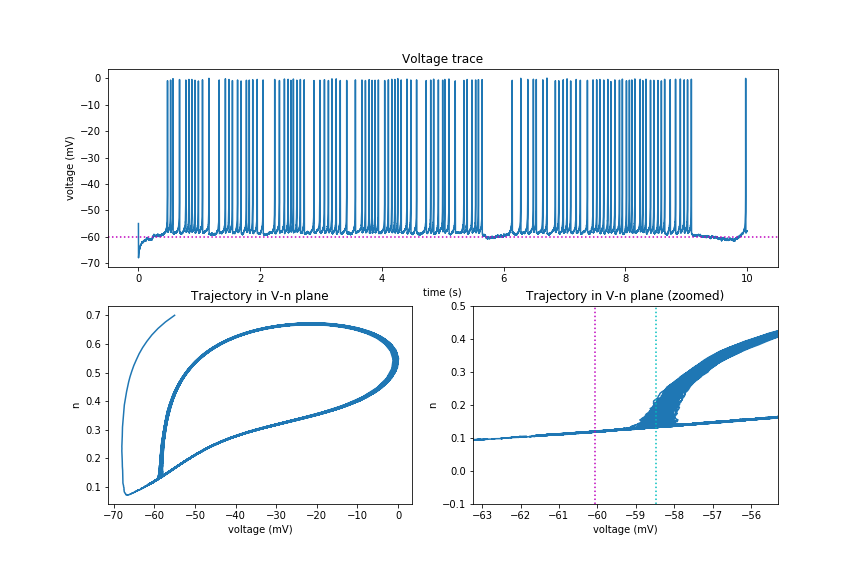 Voltage trace
voltage (mV)
0
−10
−20
−30
−40
−50
−60
−70
0 2 4 6 8 10
time (s)
Trajectory in V-n plane
n
0.7
0.6
0.5
0.4
0.3
0.2
0.1
−70 −60 −50 −40 −30 −20 −10 0
voltage (mV)
Trajectory in V-n plane (zoomed)
n
0.5
0.4
0.3
0.2
0.1
0.0
−0.1
−63 −62 −61 −60 −59 −58 −57 −56
voltage (mV)